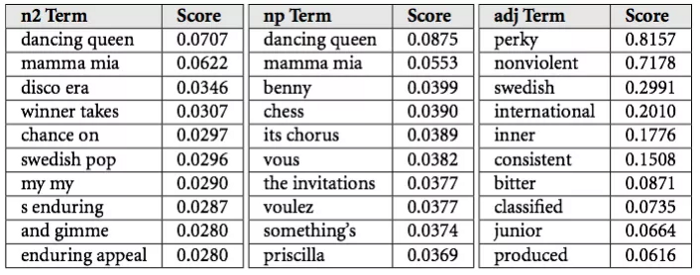 n2 Term Score np Term Score adj Term Score
dancing queen 0.0707 dancing queen 0.0875 perky 0.8157
mamma mia 0.0622 mamma mia 0.0553 nonviolent 0.7178
disco era 0.0346 benny 0.0399 swedish 0.2991
winner takes 0.0307 chess 0.0390 international 0.2010
chance on 0.0297 its chorus 0.0389 inner 0.1776
swedish pop 0.0296 vous 0.0382 consistent 0.1508
my my 0.0290 the invitations 0.0377 bitter 0.0871
s enduring 0.0287 voulez 0.0377 classified 0.0735
and gimme 0.0280 something's 0.0374 junior 0.0664
enduring appeal 0.0280 priscilla 0.0369 produced 0.0616